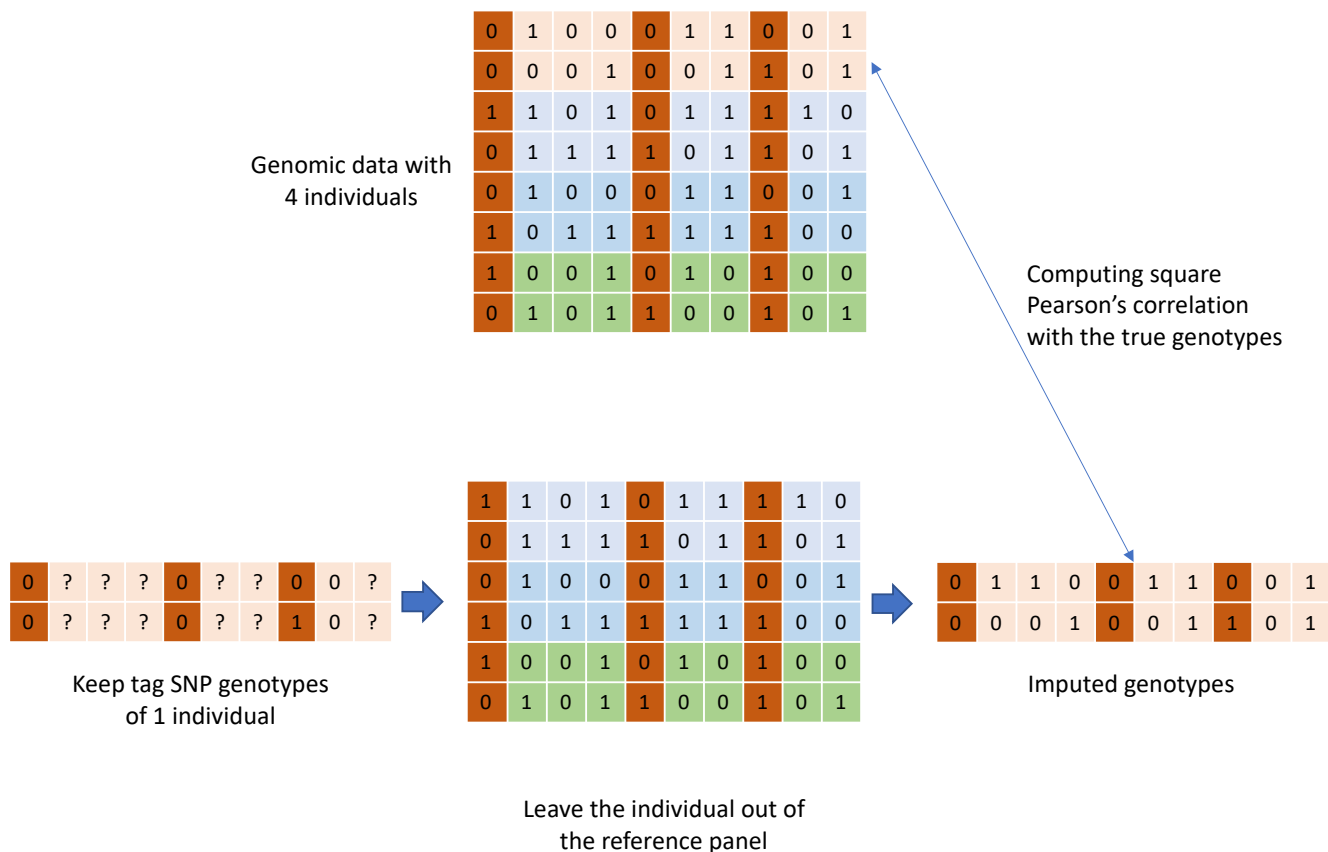 0 1 0 0 0 1 1 0 0 1
0 0 0 1 0 0 1 1 0 1
1 1 0 1 0 1 1 1 1 0
0 1 1 1 1 0 1 1 0 1
0 1 0 0 0 1 1 0 0 1
1 0 1 1 1 1 1 1 0 0
1 0 0 1 0 1 0 1 0 0
0 1 0 1 1 0 0 1 0 1
Genomic data with
4 individuals
Computing square
Pearson's correlation
with the true genotypes
0 ? ? ? 0 ? ? 0 0 ?
0 ? ? ? 0 ? ? 1 0 ?
Keep tag SNP genotypes
of 1 individual
1 1 0 1 0 1 1 1 1 0
0 1 1 1 1 0 1 1 0 1
0 1 0 0 0 1 1 0 0 1
1 0 1 1 1 1 1 1 0 0
1 0 0 1 0 1 0 1 0 0
0 1 0 1 1 0 0 1 0 1
Leave the individual out of
the reference panel
0 1 1 0 0 1 1 0 0 1
0 0 0 1 0 0 1 1 0 1
Imputed genotypes